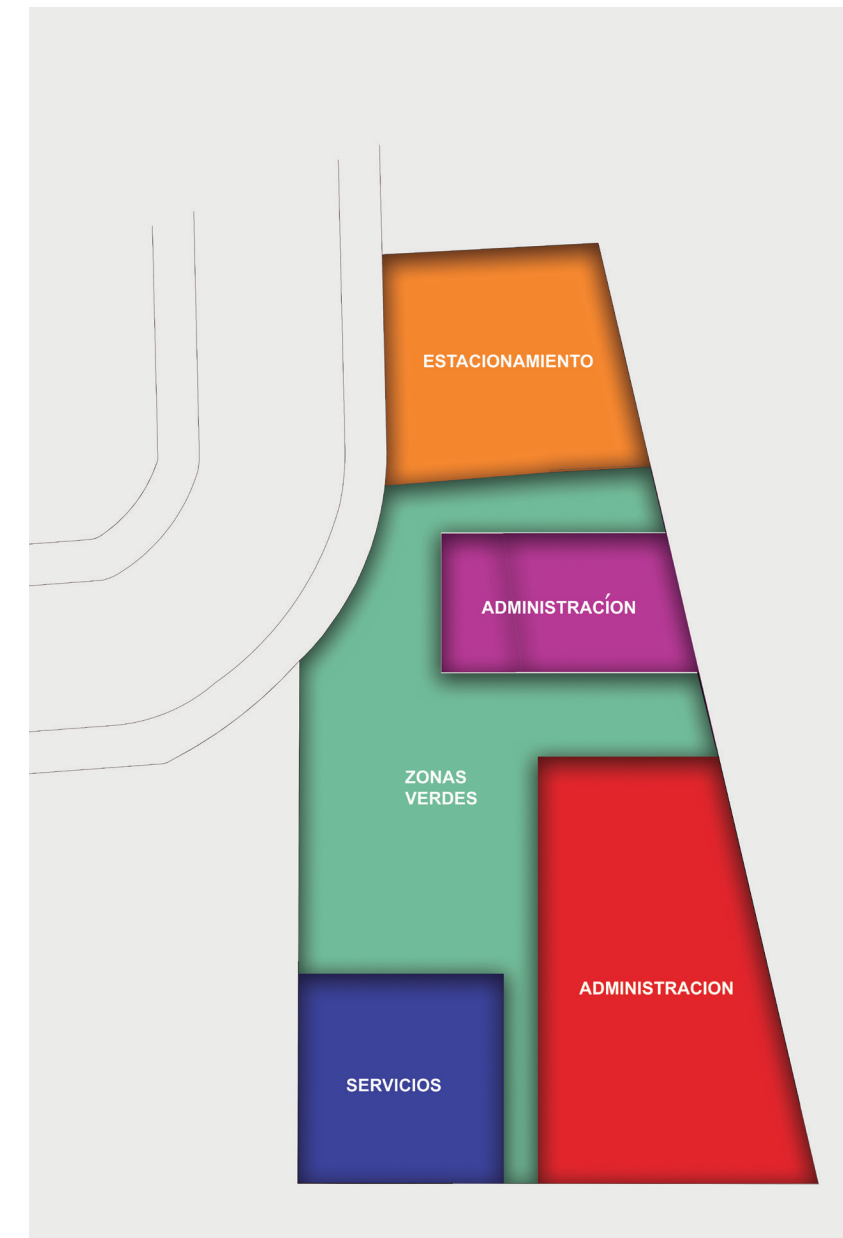 ESTACIONAMIENTO
ADMINISTRACÍON
ZONAS
VERDES
ADMINISTRACION
SERVICIOS